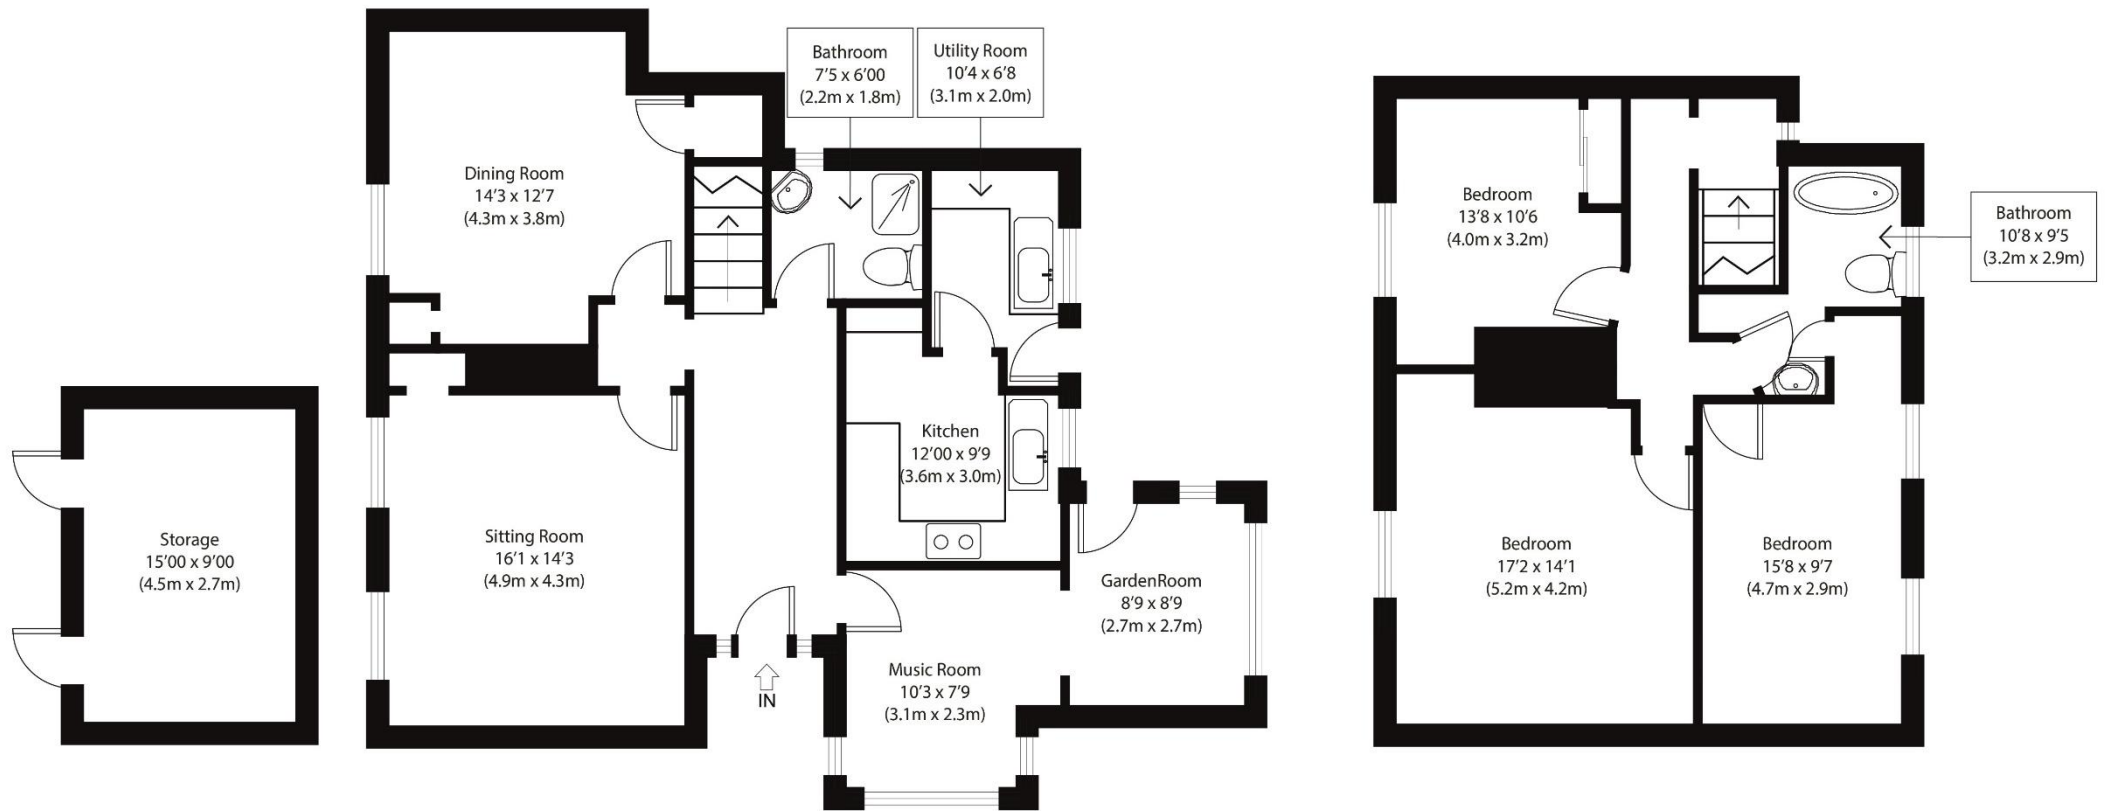 Bathroom
7'5 x 6'00
(2.2m x 1.8m)
Utility Room
10'4 x 6'8
(3.1m x 2.0m)
Dining Room
14'3 x 12'7
(4.3m x 3.8m)
Kitchen
12'00 x 9'9
(3.6m x 3.0m)
Storage
15'00 x 9'00
(4.5m x 2.7m)
Sitting Room
16'1 x 14'3
(4.9m x 4.3m)
GardenRoom
8'9 x 8'9
(2.7m x 2.7m)
Music Room
10'3 x 7'9
(3.1m x 2.3m)
IN
Bedroom
13'8 x 10'6
(4.0m x 3.2m)
Bathroom
10'8 x 9'5
(3.2m x 2.9m)
Bedroom
17'2 x 14'1
(5.2m x 4.2m)
Bedroom
15'8 x 9'7
(4.7m x 2.9m)